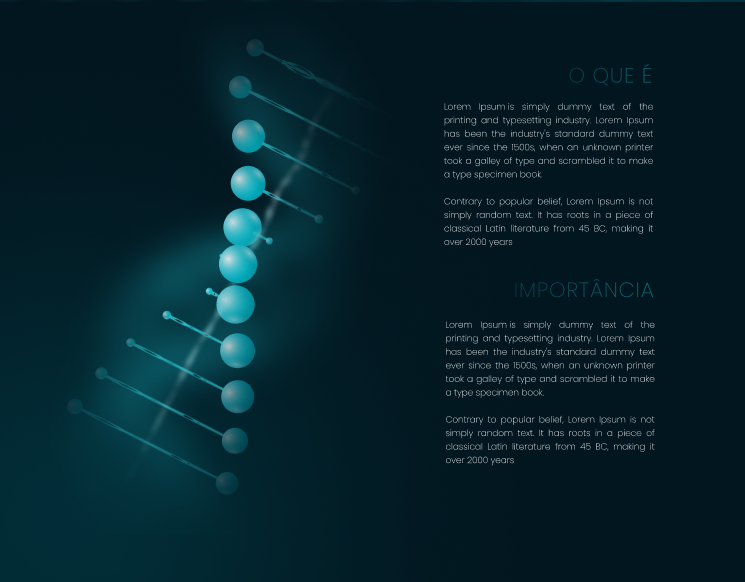 O QUE É
Lorem Ipsum is simply dummy text of the
printing and typesetting industry. Lorem Ipsum
has been the industry's standard dummy text
ever since the 1500s, when an unknown printer
took a galley of type and scrambled it to make
a type specimen book.
Contrary to popular belief, Lorem Ipsum is not
simply random text. It has roots in a piece of
classical Latin literature from 45 BC, making it
over 2000 years
IMPORTÂNCIA
Lorem Ipsum is simply dummy text of the
printing and typesetting industry. Lorem Ipsum
has been the industry's standard dummy text
ever since the 1500s, when an unknown printer
took a galley of type and scrambled it to make
a type specimen book.
Contrary to popular belief, Lorem Ipsum is not
simply random text. It has roots in a piece of
classical Latin literature from 45 BC, making it
over 2000 years